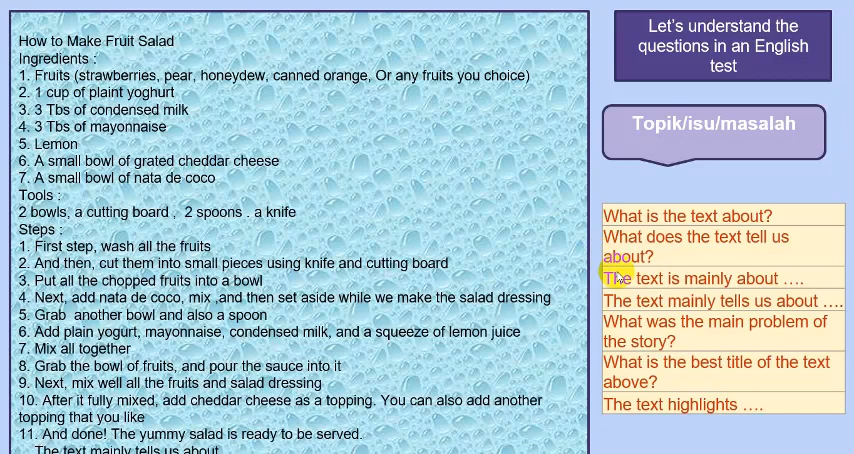 How to Make Fruit Salad
Ingredients :
1. Fruits (strawberries, pear, honeydew, canned orange, Or any fruits you choice)
2. 1 cup of plaint yoghurt
3. 3 Tbs of condensed milk
4. 3 Tbs of mayonnaise
5. Lemon
6. A small bowl of grated cheddar cheese
7. A small bowl of nata de coco
Tools :
2 bowls, a cutting board , 2 spoons . a knife
Steps :
1. First step, wash all the fruits
2. And then, cut them into small pieces using knife and cutting board
3. Put all the chopped fruits into a bowl
4. Next, add nata de coco, mix ,and then set aside while we make the salad dressing
5. Grab another bowl and also a spoon
6. Add plain yogurt, mayonnaise, condensed milk, and a squeeze of lemon juice
7. Mix all together
8. Grab the bowl of fruits, and pour the sauce into it
9. Next, mix well all the fruits and salad dressing
10. After it fully mixed, add cheddar cheese as a topping. You can also add another
topping that you like
11. And done! The yummy salad is ready to be served.
The text mainly tells us about
Let's understand the
questions in an English
test
Topik/isu/masalah
What is the text about?
What does the text tell us
about?
The text is mainly about ….
The text mainly tells us about ….
What was the main problem of
the story?
What is the best title of the text
above?
The text highlights ….